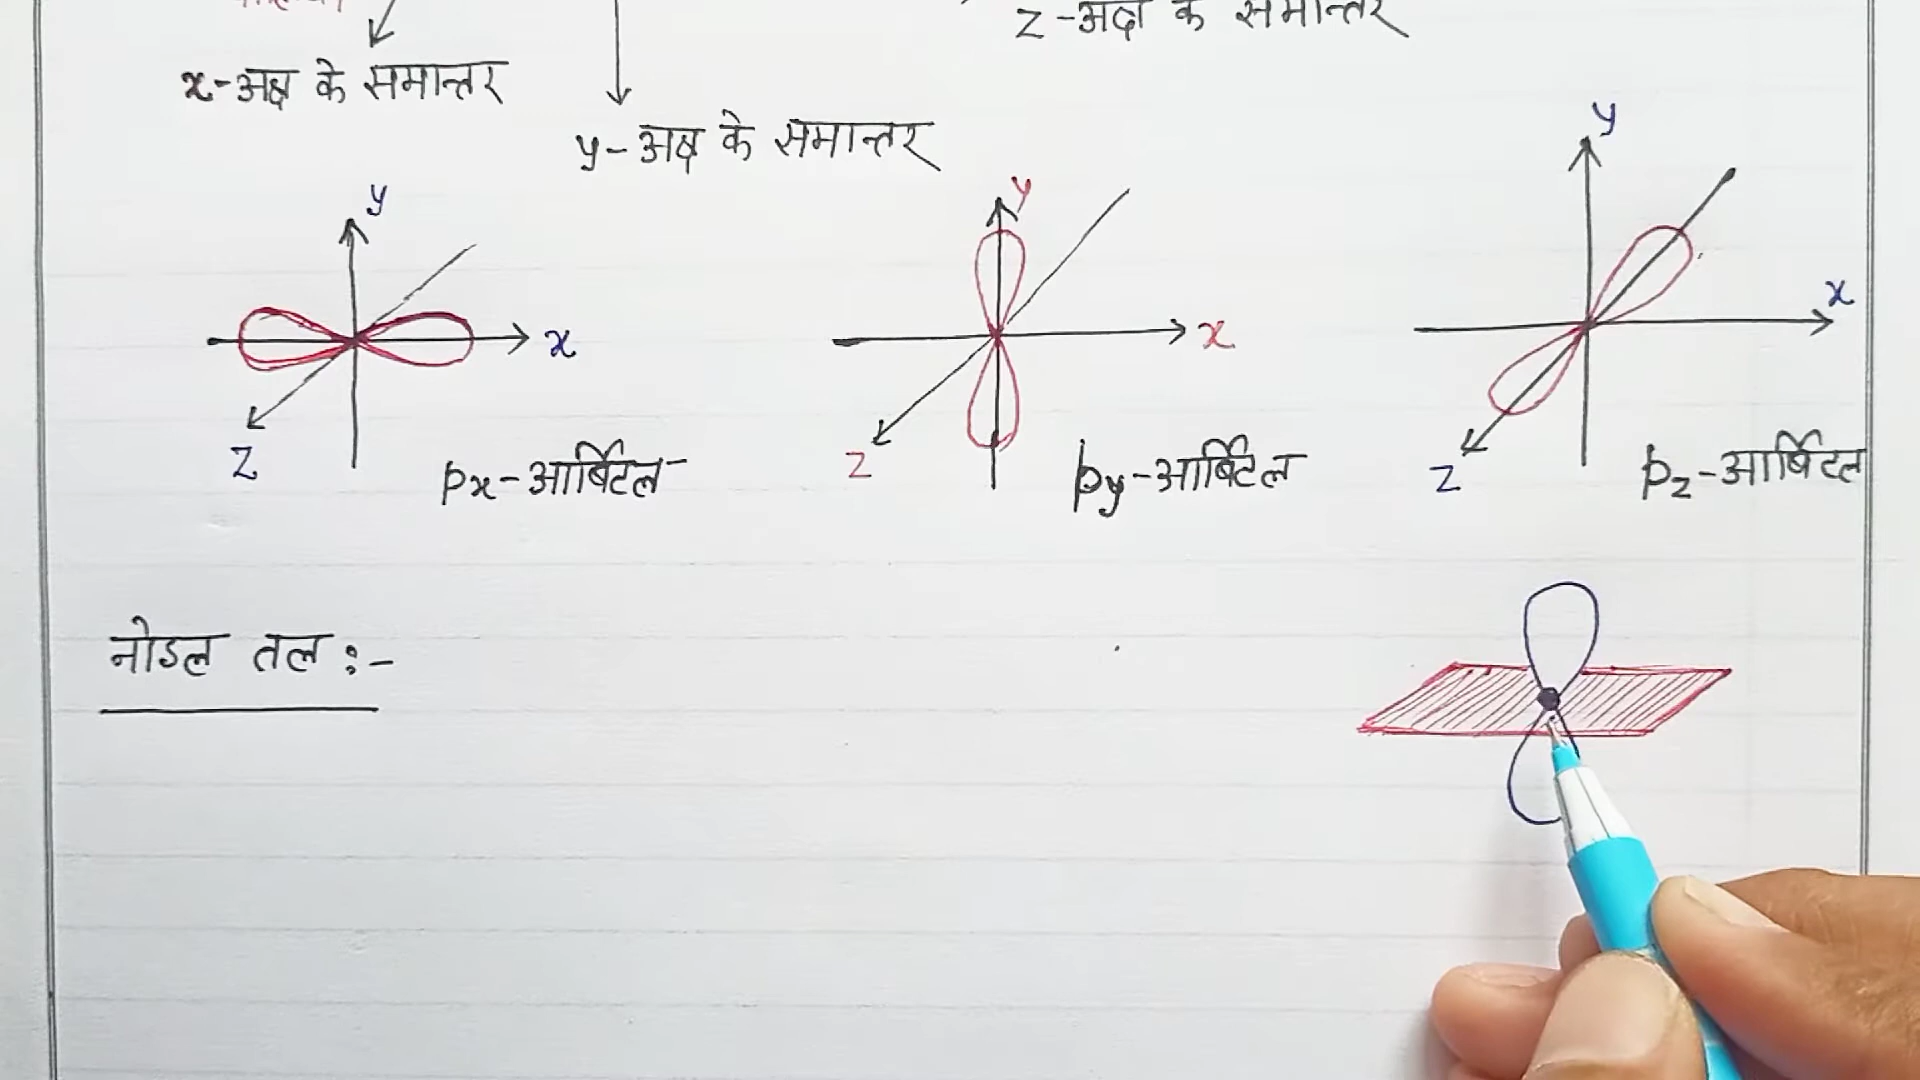 z-अक्ष के समान्तर
x-अक्ष के समान्तर
y-अक्ष के समान्तर
y
x
z
px-आर्बिटल
y
x
z
py-आर्बिटल
y
x
z
pz-आर्बिटल
नोडल तल :-